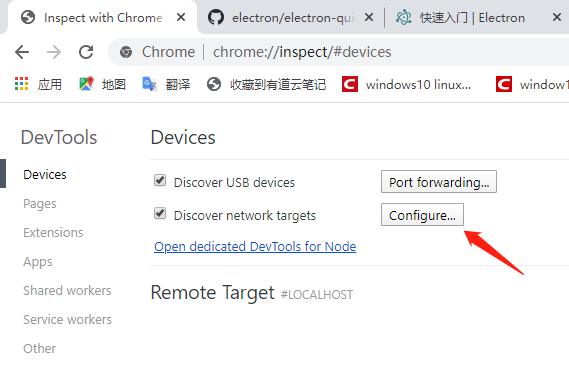 Inspect with Chrome
electron/electron-qui
快速入门 | Electron
Chrome | chrome://inspect/#devices
应用
地图
翻译
收藏到有道云笔记
windows10 linux...
window1
DevTools
Devices
Pages
Extensions
Apps
Shared workers
Service workers
Other
Devices
Discover USB devices
Port forwarding...
Discover network targets
Configure...
Open dedicated DevTools for Node
Remote Target #LOCALHOST